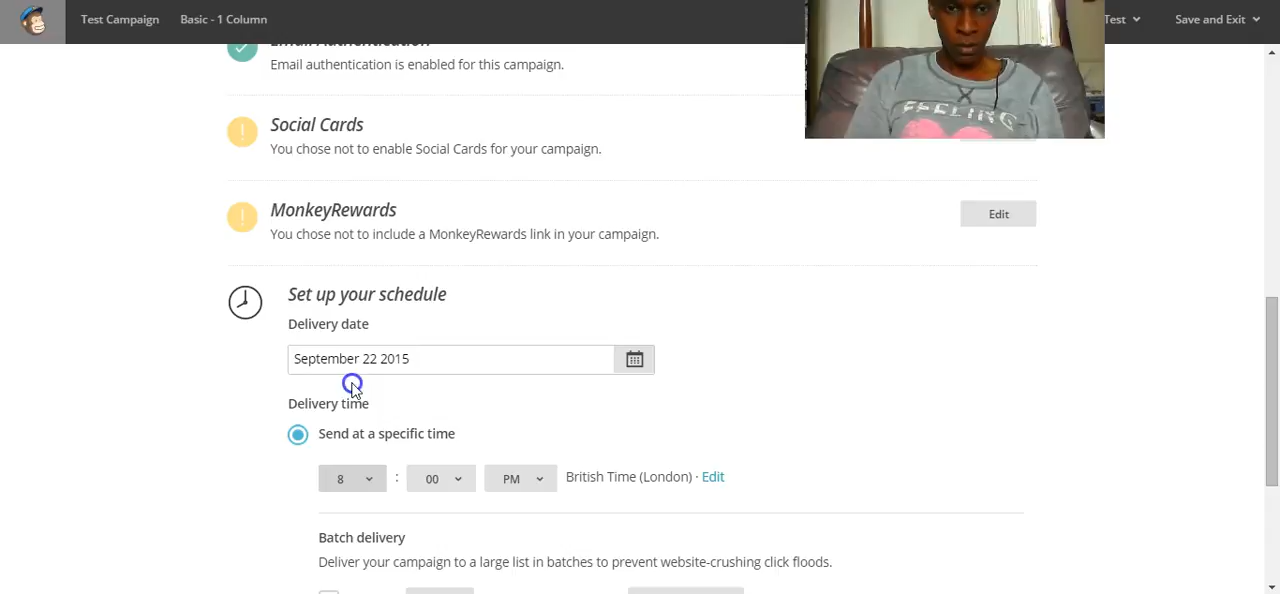 Test Campaign
Basic - 1 Column
Test
Save and Exit
Email Authentication
Email authentication is enabled for this campaign.
Social Cards
You chose not to enable Social Cards for your campaign.
FEELING
MonkeyRewards
You chose not to include a MonkeyRewards link in your campaign.
Edit
Set up your schedule
Delivery date
September 22 2015
Delivery time
Send at a specific time
8 : 00 PM British Time (London) · Edit
Batch delivery
Deliver your campaign to a large list in batches to prevent website-crushing click floods.